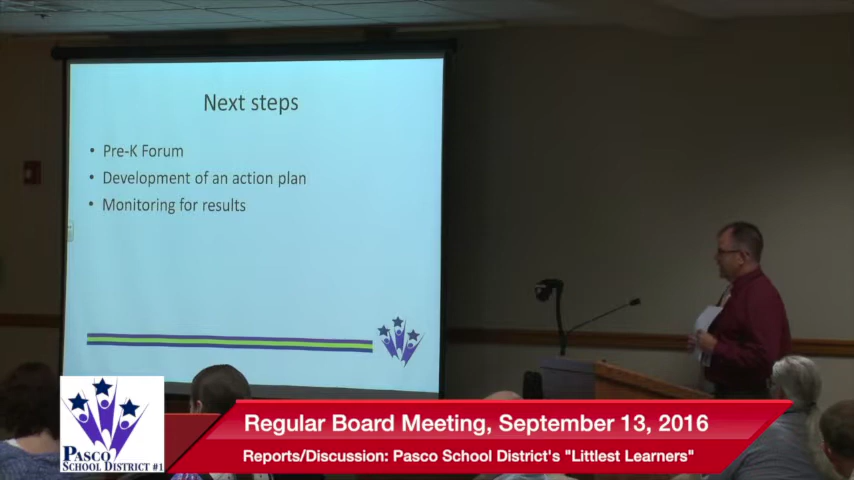 Next steps
• Pre-K Forum
• Development of an action plan
• Monitoring for results
PASCO
SCHOOL DISTRICT #1
Regular Board Meeting, September 13, 2016
Reports/Discussion: Pasco School District's "Littlest Learners"